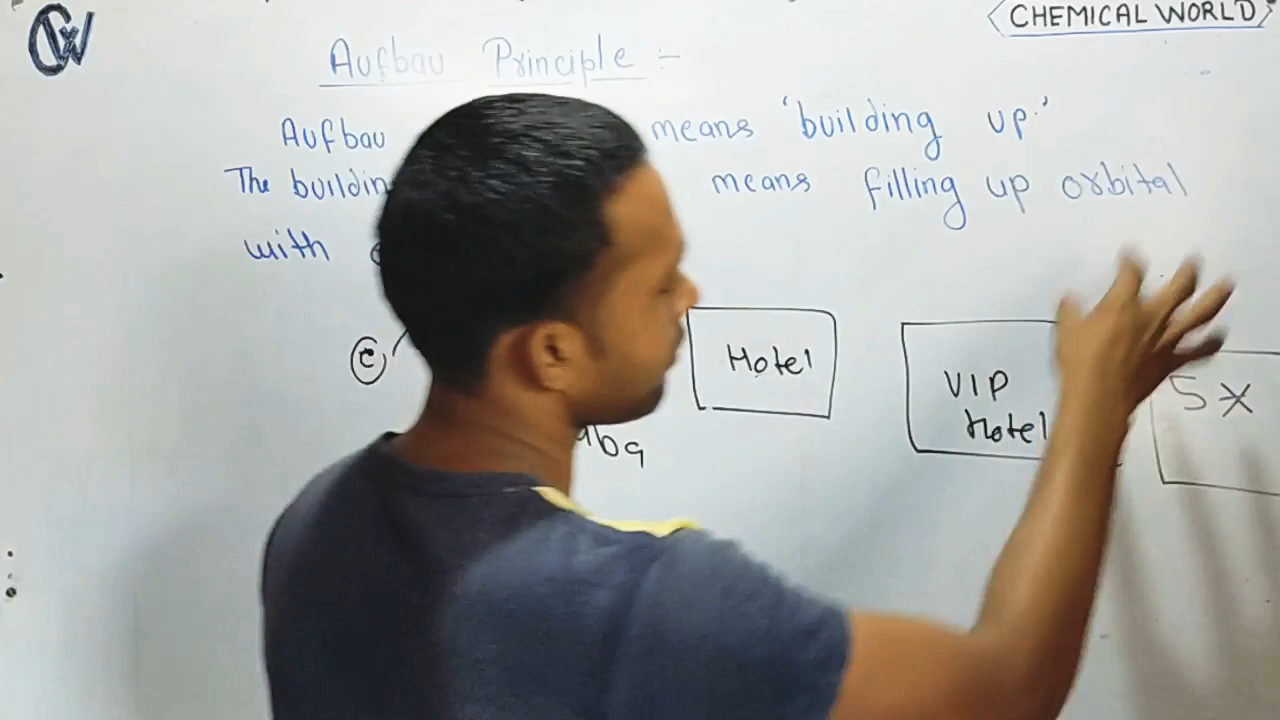 CW
CHEMICAL WORLD
Aufbau Principle :-
Aufbau means 'building up.'
The buildin means filling up orbital
with
e
Hotel
VIP
Hotel
5 *